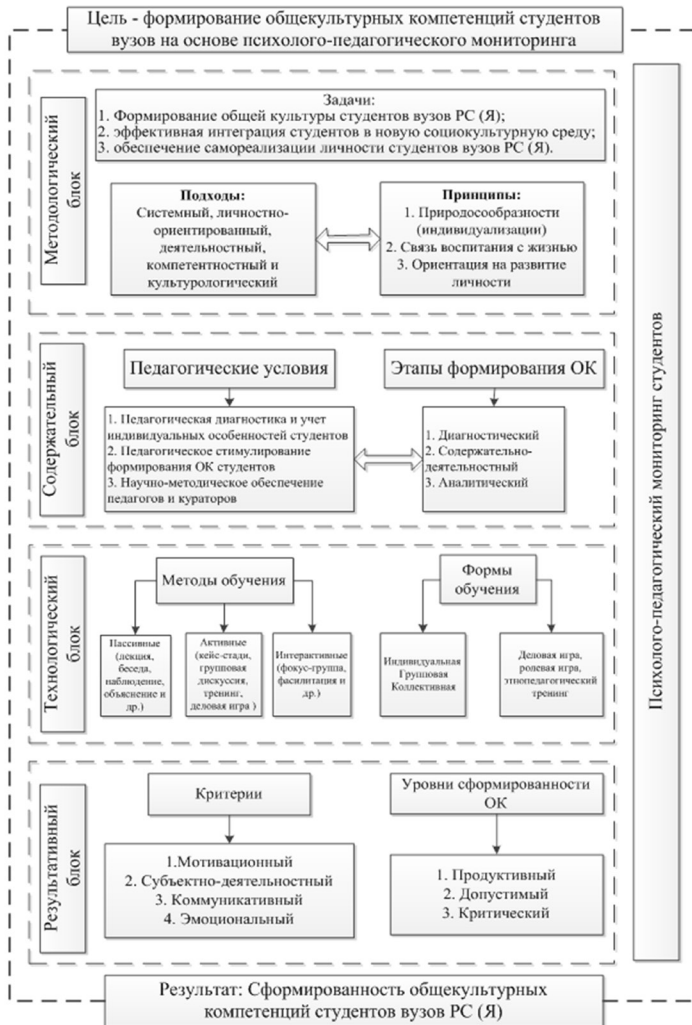 Цель - формирование общекультурных компетенций студентов
вузов на основе психолого-педагогического мониторинга
Методологический
блок
Задачи:
1. Формирование общей культуры студентов вузов РС (Я);
2. эффективная интеграция студентов в новую социокультурную среду;
3. обеспечение самореализации личности студентов вузов РС (Я).
Подходы:
Системный, личностно-
ориентированный,
деятельностный,
компетентностный и
культурологический
Принципы:
1. Природосообразности
(индивидуализации)
2. Связь воспитания с жизнью
3. Ориентация на развитие
личности
Содержательный
блок
Педагогические условия
1. Педагогическая диагностика и учет
индивидуальных особенностей студентов
2. Педагогическое стимулирование
формирования ОК студентов
3. Научно-методическое обеспечение
педагогов и кураторов
Этапы формирования ОК
1. Диагностический
2. Содержательно-
деятельностный
3. Аналитический
Технологический
блок
Методы обучения
Пассивные
(лекция,
беседа,
наблюдение,
объяснение и
др.)
Активные
(кейс-стади,
групповая
дискуссия,
тренинг,
деловая игра )
Интерактивные
(фокус-группа,
фасилитация и
др.)
Формы
обучения
Индивидуальная
Групповая
Коллективная
Деловая игра,
ролевая игра,
этнопедагогический
тренинг
Результативный
блок
Критерии
1.Мотивационный
2. Субъектно-деятельностный
3. Коммуникативный
4. Эмоциональный
Уровни сформированности
ОК
1. Продуктивный
2. Допустимый
3. Критический
Психолого-педагогический мониторинг студентов
Результат: Сформированность общекультурных
компетенций студентов вузов РС (Я)